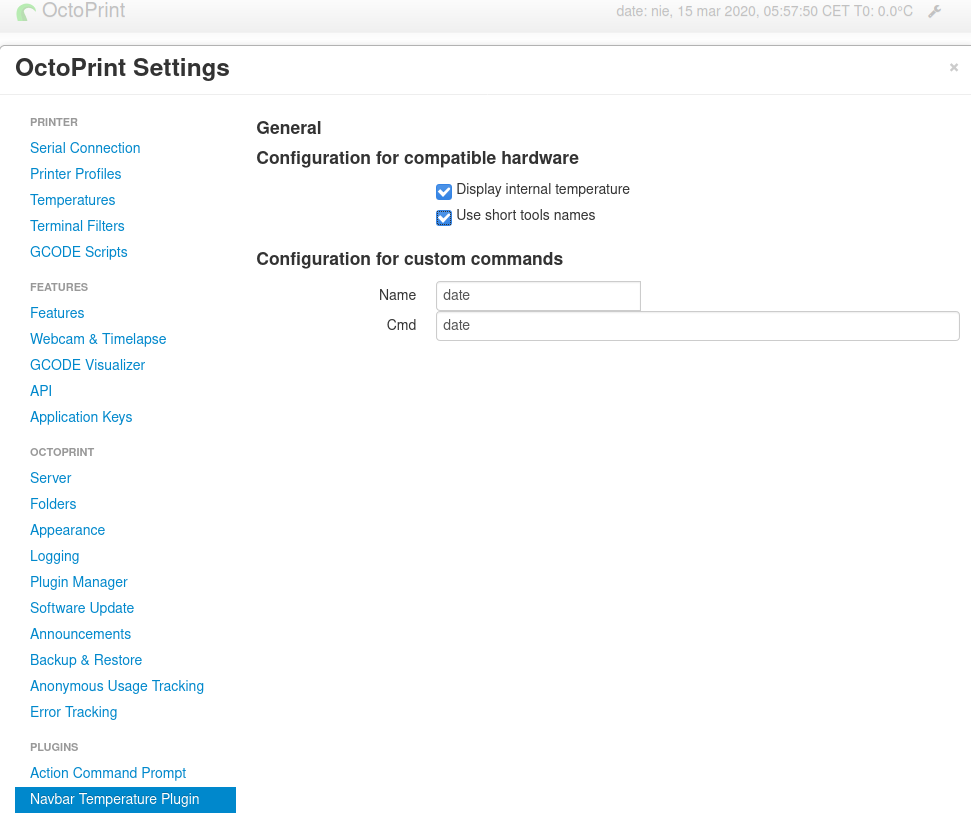 OctoPrint
date: nie, 15 mar 2020, 05:57:50 CET T0: 0.0°C
OctoPrint Settings
×
PRINTER
Serial Connection
Printer Profiles
Temperatures
Terminal Filters
GCODE Scripts
FEATURES
Features
Webcam & Timelapse
GCODE Visualizer
API
Application Keys
OCTOPRINT
Server
Folders
Appearance
Logging
Plugin Manager
Software Update
Announcements
Backup & Restore
Anonymous Usage Tracking
Error Tracking
PLUGINS
Action Command Prompt
Navbar Temperature Plugin
General
Configuration for compatible hardware
Display internal temperature
Use short tools names
Configuration for custom commands
Name date
Cmd date